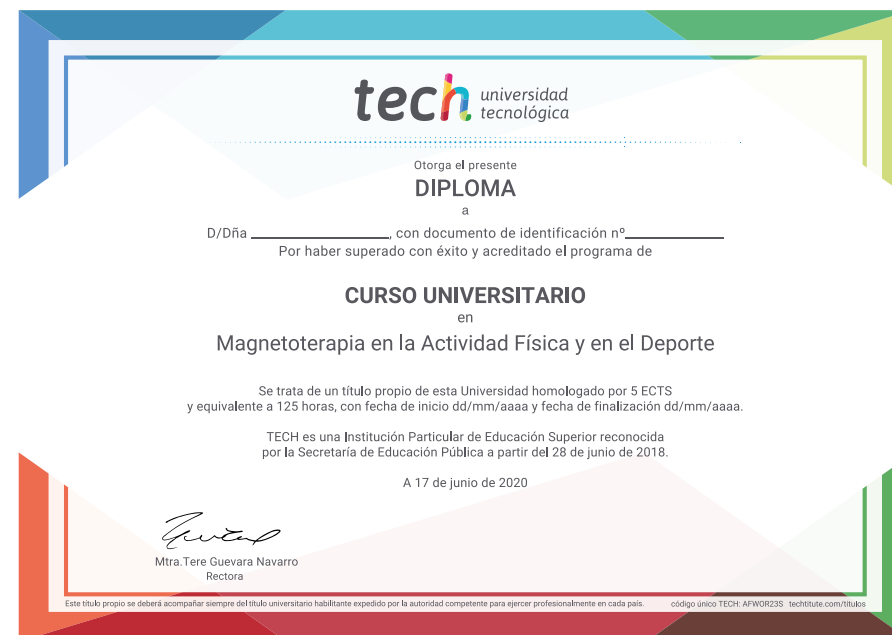 tech universidad
tecnológica
Otorga el presente
DIPLOMA
a
D/Dña ____________________, con documento de identificación nº______________
Por haber superado con éxito y acreditado el programa de
CURSO UNIVERSITARIO
en
Magnetoterapia en la Actividad Física y en el Deporte
Se trata de un título propio de esta Universidad homologado por 5 ECTS
y equivalente a 125 horas, con fecha de inicio dd/mm/aaaa y fecha de finalización dd/mm/aaaa.
TECH es una Institución Particular de Educación Superior reconocida
por la Secretaría de Educación Pública a partir del 28 de junio de 2018.
A 17 de junio de 2020
Mtra.Tere Guevara Navarro
Rectora
Este título propio se deberá acompañar siempre del título universitario habilitante expedido por la autoridad competente para ejercer profesionalmente en cada país. código único TECH: AFWOR23S techtitute.com/titulos